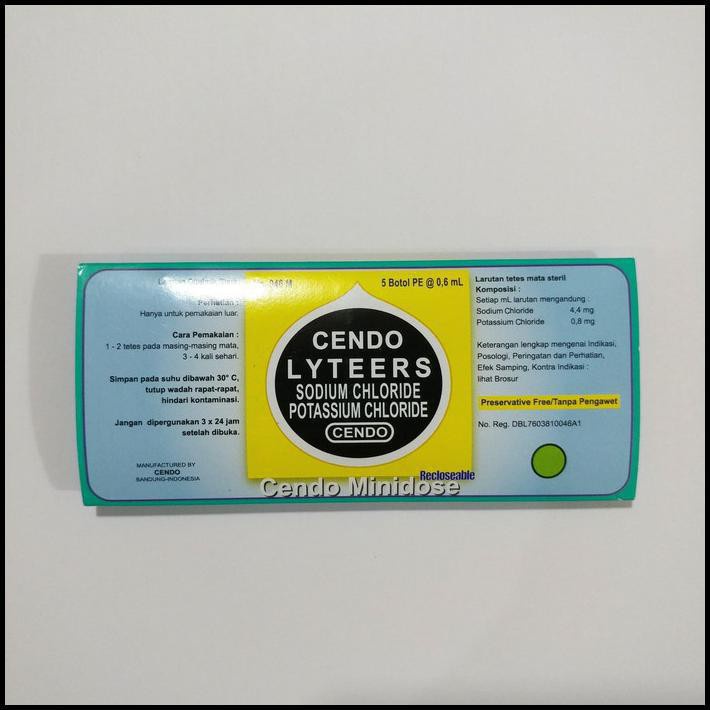 946 M
Perhatian :
Hanya untuk pemakaian luar.
Cara Pemakaian :
1 - 2 tetes pada masing-masing mata,
3 - 4 kali sehari.
Simpan pada suhu dibawah 30° C,
tutup wadah rapat-rapat,
hindari kontaminasi.
Jangan dipergunakan 3 x 24 jam
setelah dibuka.
MANUFACTURED BY
CENDO
BANDUNG-INDONESIA
5 Botol PE @ 0,6 mL
CENDO
LYTEERS
SODIUM CHLORIDE
POTASSIUM CHLORIDE
CENDO
Recloseable
Cendo Minidose
Larutan tetes mata steril
Komposisi :
Setiap mL larutan mengandung :
Sodium Chloride 4,4 mg
Potassium Chloride 0,8 mg
Keterangan lengkap mengenai Indikasi,
Posologi, Peringatan dan Perhatian,
Efek Samping, Kontra Indikasi :
lihat Brosur
Preservative Free/Tanpa Pengawet
No. Reg. DBL7603810046A1